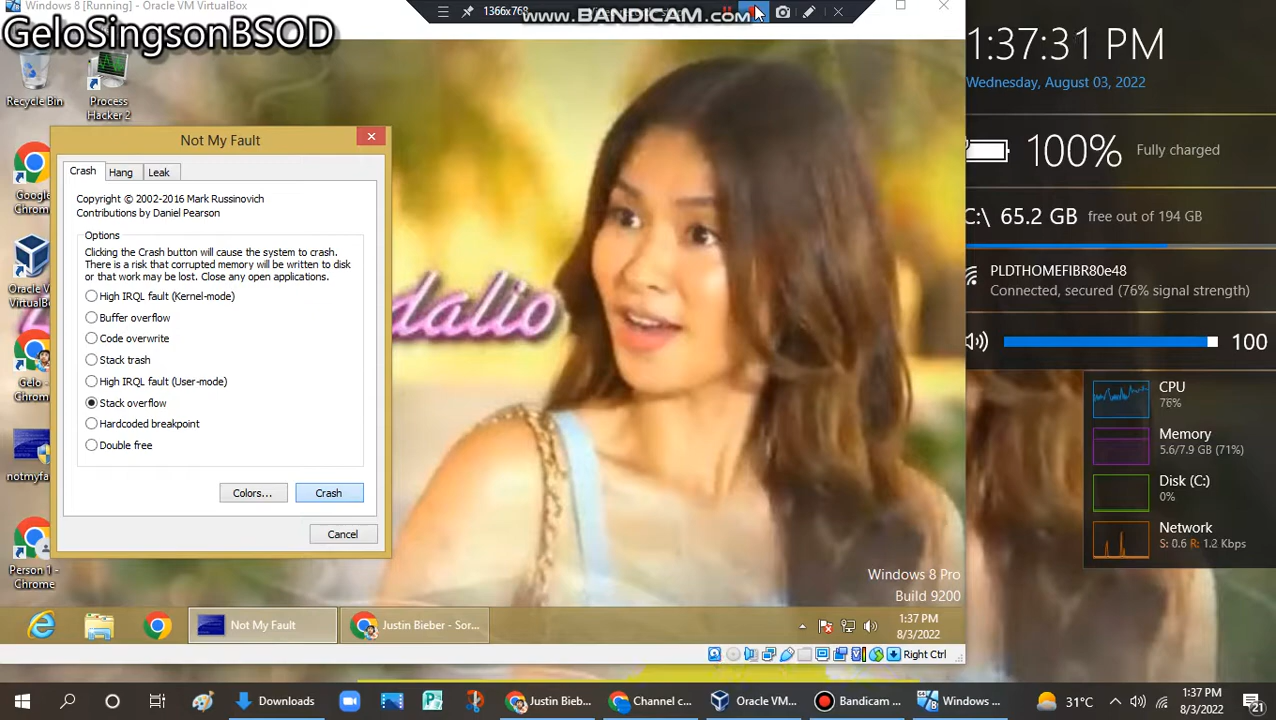 Windows 8 [Running] - Oracle VM VirtualBox
1366x768
www.BANDICAM.com
GeloSingsonBSOD
Recycle Bin
Process
Hacker 2
Google
Chrom
Oracle V
VirtualB
Gelo -
Chrom
notmyfa
Person 1 -
Chrome
Not My Fault
Crash
Hang
Leak
Copyright © 2002-2016 Mark Russinovich
Contributions by Daniel Pearson
Options
Clicking the Crash button will cause the system to crash.
There is a risk that corrupted memory will be written to disk
or that work may be lost. Close any open applications.
High IRQL fault (Kernel-mode)
Buffer overflow
Code overwrite
Stack trash
High IRQL fault (User-mode)
Stack overflow
Hardcoded breakpoint
Double free
Colors...
Crash
Cancel
dalio
Windows 8 Pro
Build 9200
Not My Fault
Justin Bieber - Sor...
1:37 PM
8/3/2022
Right Ctrl
1:37:31 PM
Wednesday, August 03, 2022
100%
Fully charged
C:\ 65.2 GB free out of 194 GB
PLDTHOMEFIBR80e48
Connected, secured (76% signal strength)
100
CPU
76%
Memory
5.6/7.9 GB (71%)
Disk (C:)
0%
Network
S: 0.6 R: 1.2 Kbps
Downloads
Justin Bieb...
Channel c...
Oracle VM...
Bandicam ...
Windows ...
31°C
1:37 PM
8/3/2022
21